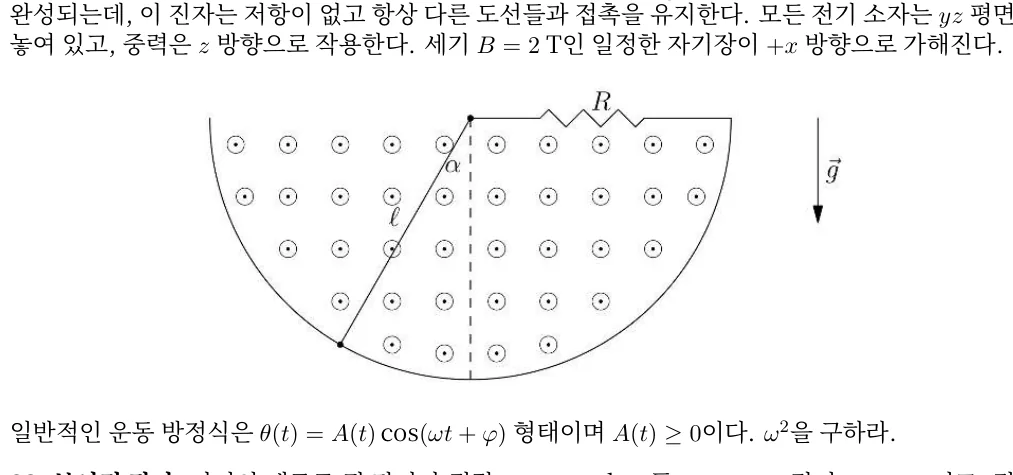 완성되는데, 이 진자는 저항이 없고 항상 다른 도선들과 접촉을 유지한다. 모든 전기 소자는 yz 평면
놓여 있고, 중력은 z 방향으로 작용한다. 세기 B = 2 T인 일정한 자기장이 +x 방향으로 가해진다.
R
α
g⃗
ℓ
일반적인 운동 방정식은 θ(t) = A(t) cos(ωt + φ) 형태이며 A(t) ≥ 0이다. ω²을 구하라.